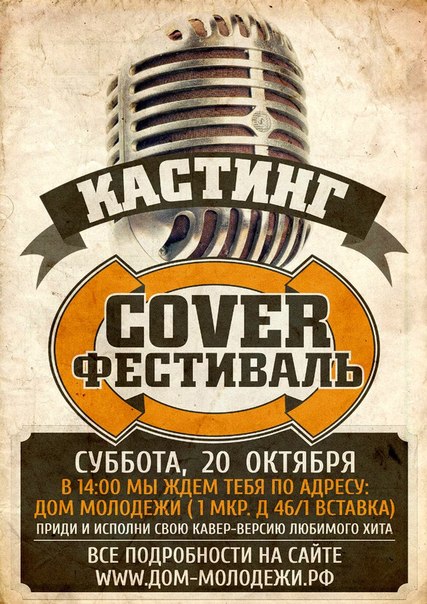 КАСТИНГ
COVER
ФЕСТИВАЛЬ
СУББОТА, 20 ОКТЯБРЯ
В 14:00 МЫ ЖДЕМ ТЕБЯ ПО АДРЕСУ:
ДОМ МОЛОДЕЖИ ( 1 МКР. Д 46/1 ВСТАВКА)
ПРИДИ И ИСПОЛНИ СВОЮ КАВЕР-ВЕРСИЮ ЛЮБИМОГО ХИТА
ВСЕ ПОДРОБНОСТИ НА САЙТЕ
WWW.ДОМ-МОЛОДЕЖИ.РФ